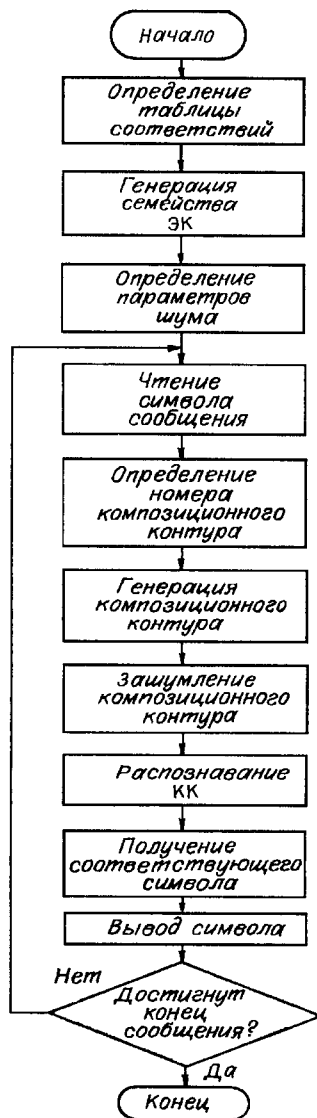 Начало
Определение
таблицы
соответствий
Генерация
семейства
ЭК
Определение
параметров
шума
Чтение
символа
сообщения
Определение
номера
композиционного
контура
Генерация
композиционного
контура
Зашумление
композиционного
контура
Распознавание
КК
Получение
соответствующего
символа
Вывод символа
Нет
Достигнут
конец
сообщения?
Да
Конец